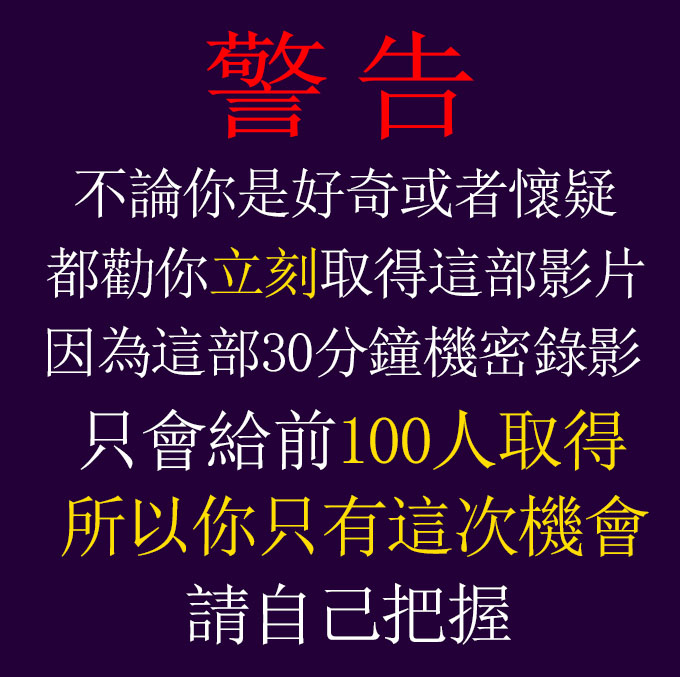 警告
不論你是好奇或者懷疑
都勸你立刻取得這部影片
因為這部30分鐘機密錄影
只會給前100人取得
所以你只有這次機會
請自己把握